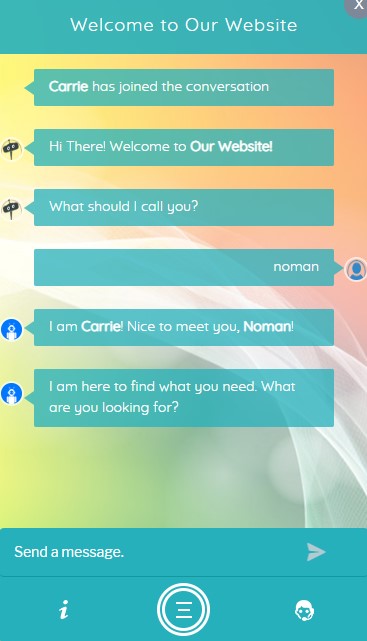 Welcome to Our Website
X
Carrie has joined the conversation
Hi There! Welcome to Our Website!
What should I call you?
noman
I am Carrie! Nice to meet you, Noman!
I am here to find what you need. What
are you looking for?
Send a message.
i